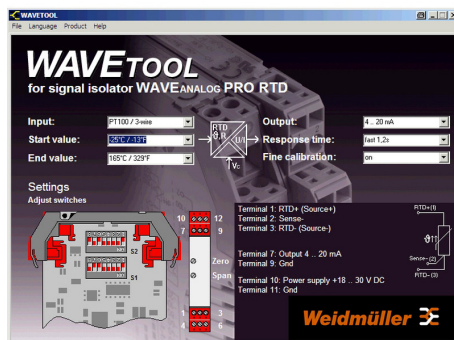 WAVETOOL
File Language Product Help
WAVETOOL
for signal isolator WAVEANALOG PRO RTD
Input: PT100 / 3-wire
Output: 4 .. 20 mA
Start value: -25°C / -13°F
Response time: fast 1,2s
End value: 165°C / 329°F
Fine calibration: on
RTD
ϑ,R
U/I
Vc
Settings
Adjust switches
S2
S1
10 12
7 9
Zero
Span
1 3
4 6
Terminal 1: RTD+ (Source+)
Terminal 2: Sense-
Terminal 3: RTD- (Source-)
Terminal 7: Output 4 .. 20 mA
Terminal 9: Gnd
Terminal 10: Power supply +18 .. 30 V DC
Terminal 11: Gnd
RTD+(1)
Sense- (2)
RTD- (3)
Weidmüller